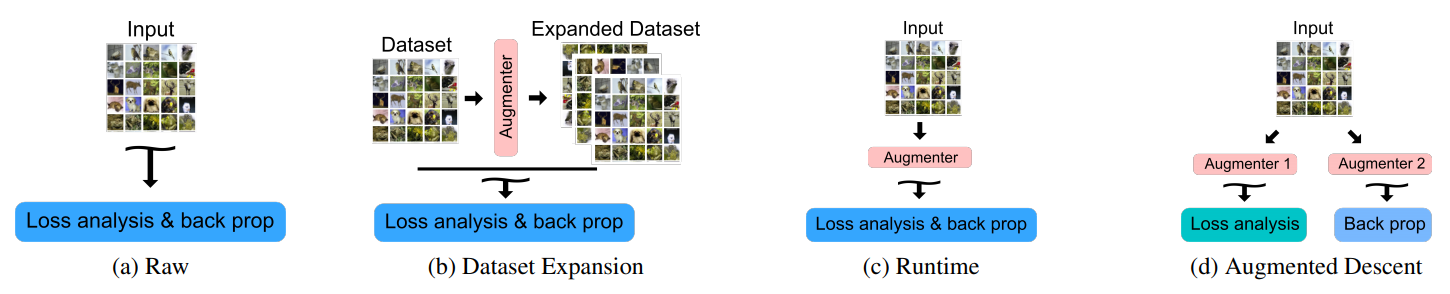 Input
Loss analysis & back prop
(a) Raw
Dataset
Augmenter
Expanded Dataset
Loss analysis & back prop
(b) Dataset Expansion
Input
Augmenter
Loss analysis & back prop
(c) Runtime
Input
Augmenter 1
Augmenter 2
Loss analysis
Back prop
(d) Augmented Descent